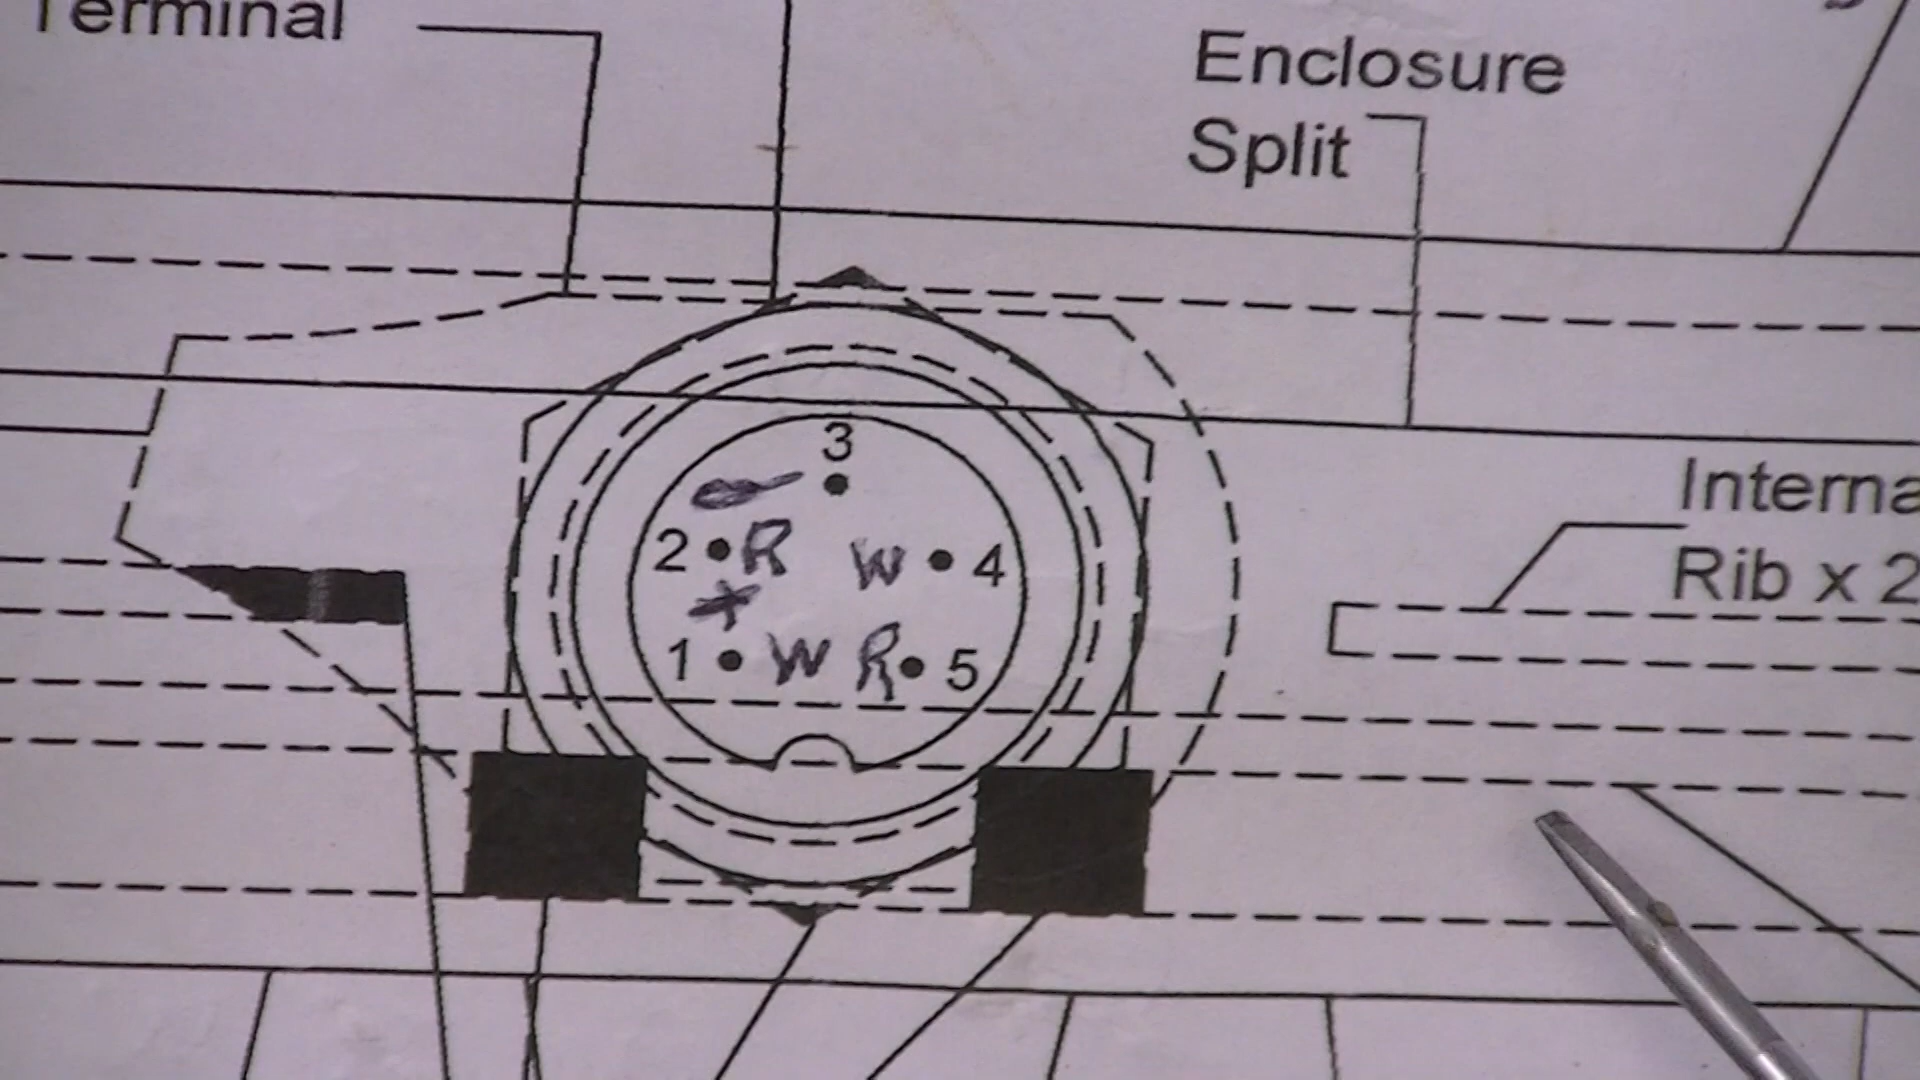 Terminal
Enclosure
Split
3
2 R W 4
1 W R 5
Interna
Rib x 2